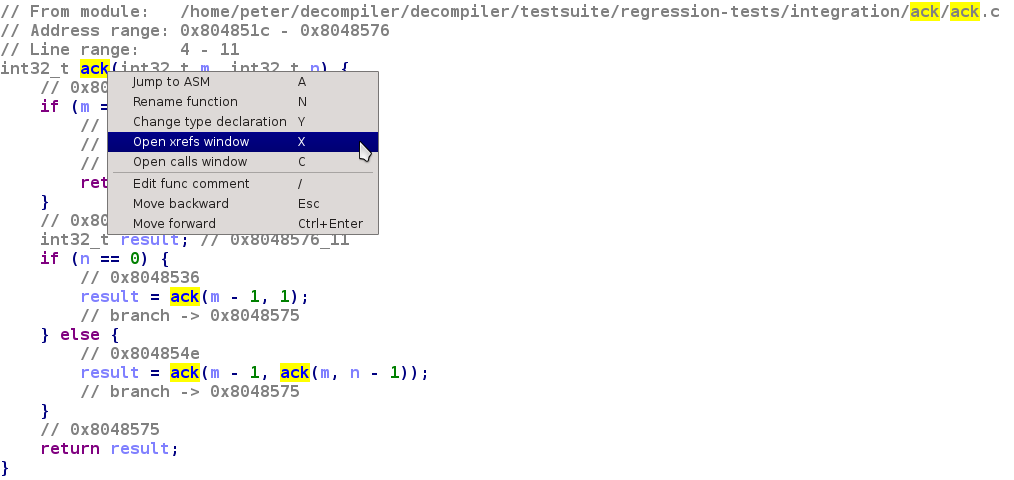 // From module:   /home/peter/decompiler/decompiler/testsuite/regression-tests/integration/ack/ack.c
// Address range: 0x804851c - 0x8048576
// Line range:    4 - 11
int32_t ack(int32_t m, int32_t n) {
    // 0x80
Jump to ASM    A
Rename function    N
Change type declaration    Y
Open xrefs window    X
Open calls window    C
Edit func comment    /
Move backward    Esc
Move forward    Ctrl+Enter
    if (m =
        //
        //
        //
        ret
    }
    // 0x80
    int32_t result; // 0x8048576_11
    if (n == 0) {
        // 0x8048536
        result = ack(m - 1, 1);
        // branch -> 0x8048575
    } else {
        // 0x804854e
        result = ack(m - 1, ack(m, n - 1));
        // branch -> 0x8048575
    }
    // 0x8048575
    return result;
}